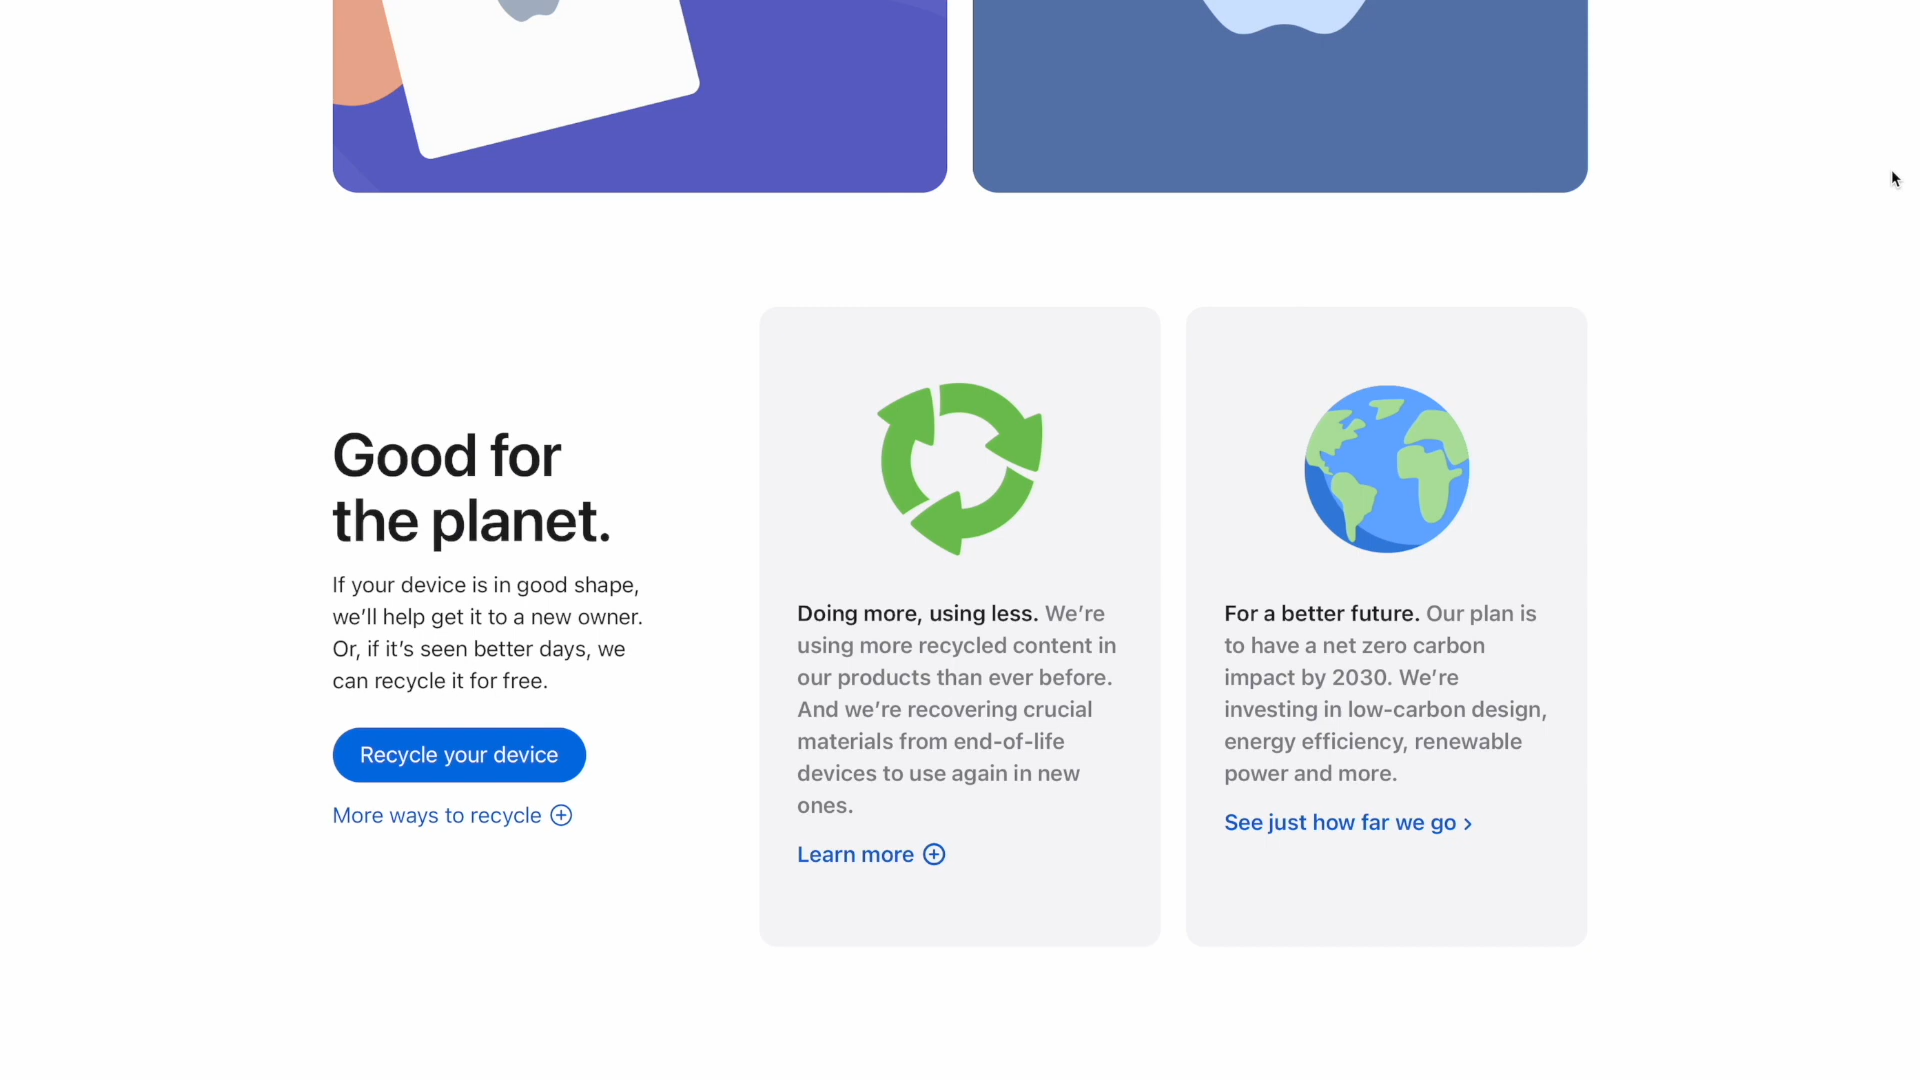 Good for
the planet.
If your device is in good shape,
we’ll help get it to a new owner.
Or, if it’s seen better days, we
can recycle it for free.
Recycle your device
More ways to recycle
Doing more, using less. We’re
using more recycled content in
our products than ever before.
And we’re recovering crucial
materials from end-of-life
devices to use again in new
ones.
Learn more
For a better future. Our plan is
to have a net zero carbon
impact by 2030. We’re
investing in low-carbon design,
energy efficiency, renewable
power and more.
See just how far we go ›